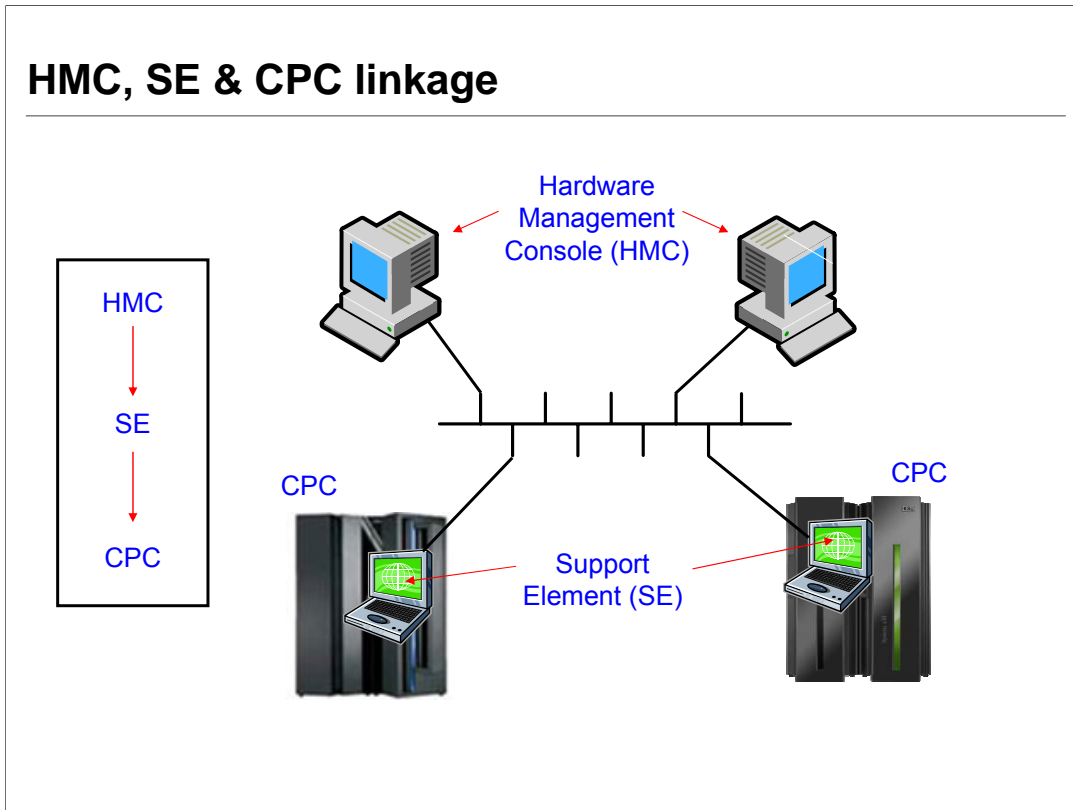 HMC, SE & CPC linkage
Hardware
Management
Console (HMC)
HMC
SE
CPC
CPC
CPC
Support
Element (SE)